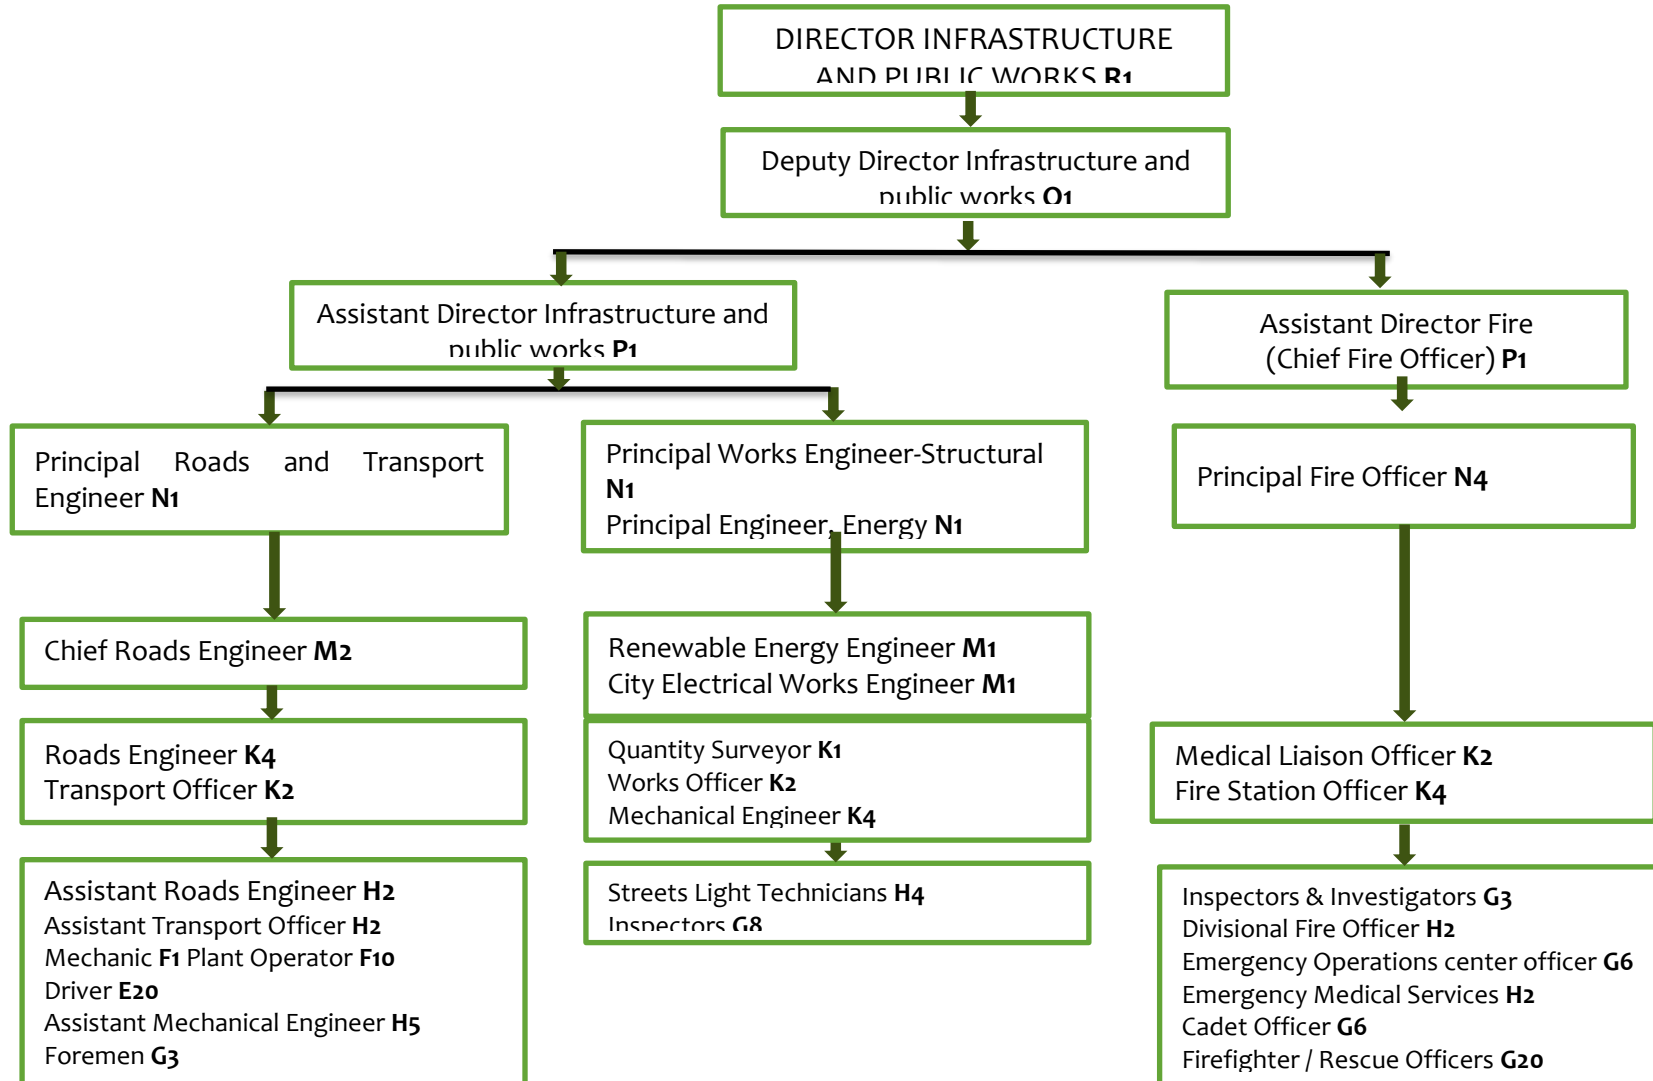 DIRECTOR INFRASTRUCTURE
AND PUBLIC WORKS R1
Deputy Director Infrastructure and
public works Q1
Assistant Director Infrastructure and
public works P1
Assistant Director Fire
(Chief Fire Officer) P1
Principal Roads and Transport
Engineer N1
Principal Works Engineer-Structural
N1
Principal Engineer, Energy N1
Principal Fire Officer N4
Chief Roads Engineer M2
Renewable Energy Engineer M1
City Electrical Works Engineer M1
Roads Engineer K4
Transport Officer K2
Quantity Surveyor K1
Works Officer K2
Mechanical Engineer K4
Medical Liaison Officer K2
Fire Station Officer K4
Assistant Roads Engineer H2
Assistant Transport Officer H2
Mechanic F1 Plant Operator F10
Driver E20
Assistant Mechanical Engineer H5
Foremen G3
Streets Light Technicians H4
Inspectors G8
Inspectors & Investigators G3
Divisional Fire Officer H2
Emergency Operations center officer G6
Emergency Medical Services H2
Cadet Officer G6
Firefighter / Rescue Officers G20